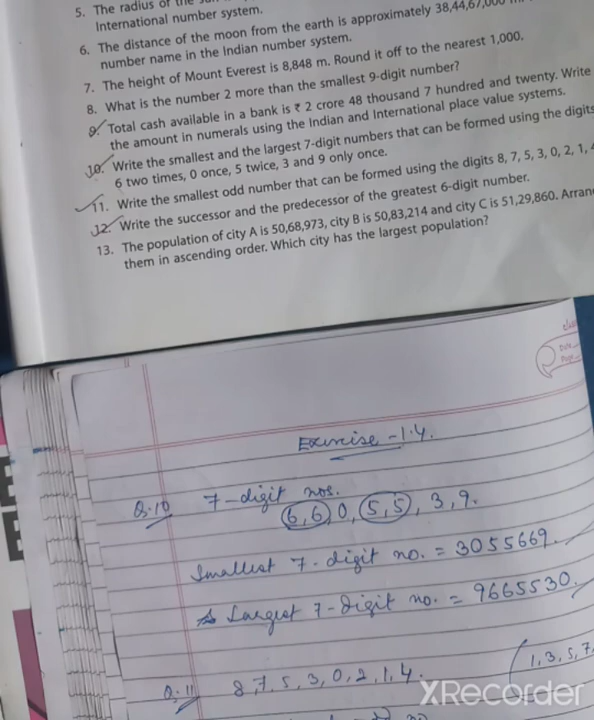 5. The radius of the
International number system.
6. The distance of the moon from the earth is approximately 38,44,67,000
number name in the Indian number system.
7. The height of Mount Everest is 8,848 m. Round it off to the nearest 1,000.
8. What is the number 2 more than the smallest 9-digit number?
9. Total cash available in a bank is ₹ 2 crore 48 thousand 7 hundred and twenty. Write
the amount in numerals using the Indian and International place value systems.
10. Write the smallest and the largest 7-digit numbers that can be formed using the digits
6 two times, 0 once, 5 twice, 3 and 9 only once.
11. Write the smallest odd number that can be formed using the digits 8, 7, 5, 3, 0, 2, 1, 4
12. Write the successor and the predecessor of the greatest 6-digit number.
13. The population of city A is 50,68,973, city B is 50,83,214 and city C is 51,29,860. Arran
them in ascending order. Which city has the largest population?
Date
Page
Exercise - 1.4.
Q.10 7-digit nos.
6,6, 0, 5,5, 3, 9.
Smallest 7-digit no. = 3055669.
Largest 7-Digit no. = 9665530.
Q.11 8,7,5,3,0,2,1,4. (1,3,5,7
XRecorder